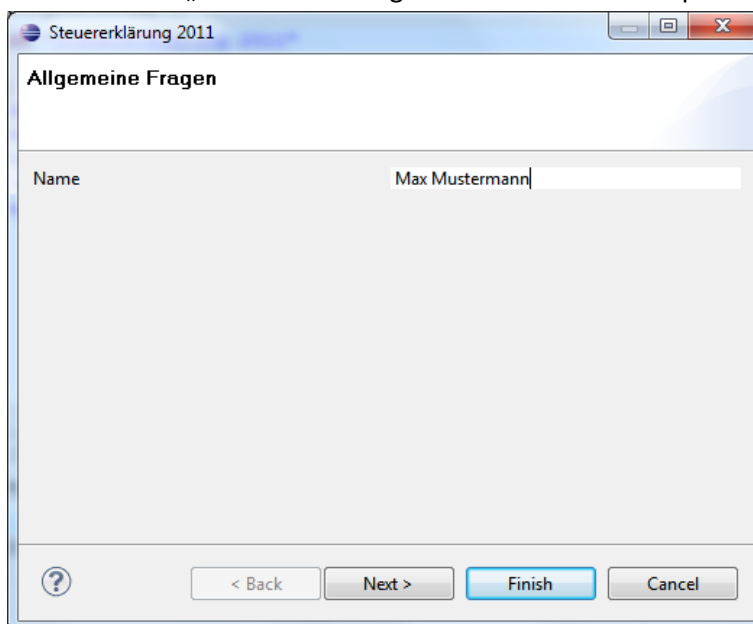 Steuererklärung 2011
Allgemeine Fragen
Name Max Mustermann
? < Back Next > Finish Cancel